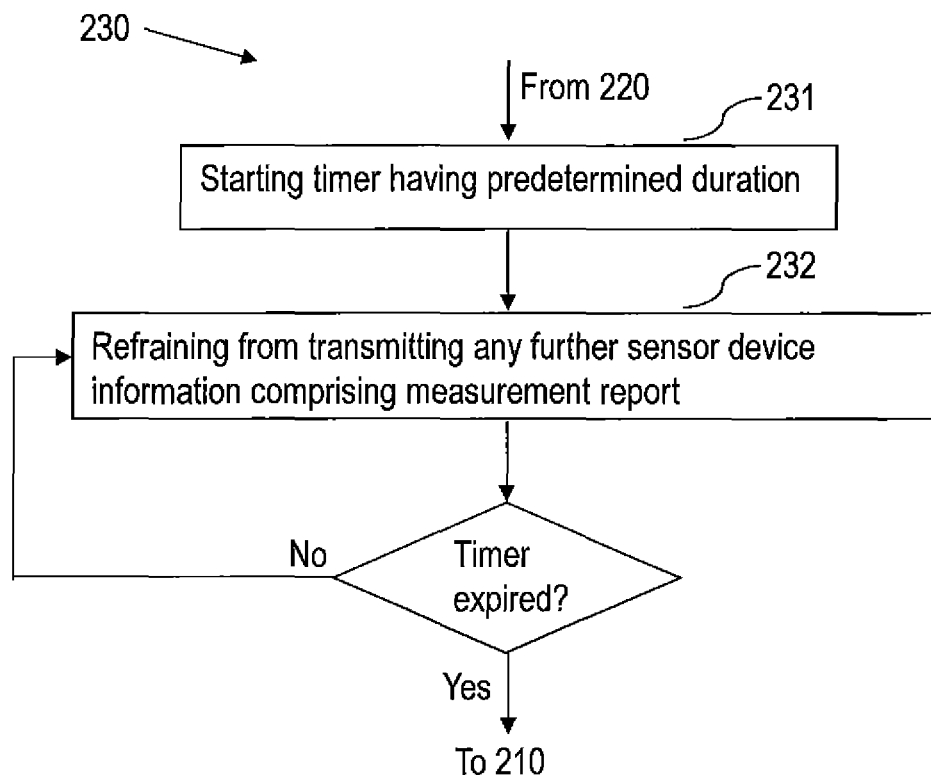 230
From 220
231
Starting timer having predetermined duration
232
Refraining from transmitting any further sensor device
information comprising measurement report
No
Timer
expired?
Yes
To 210